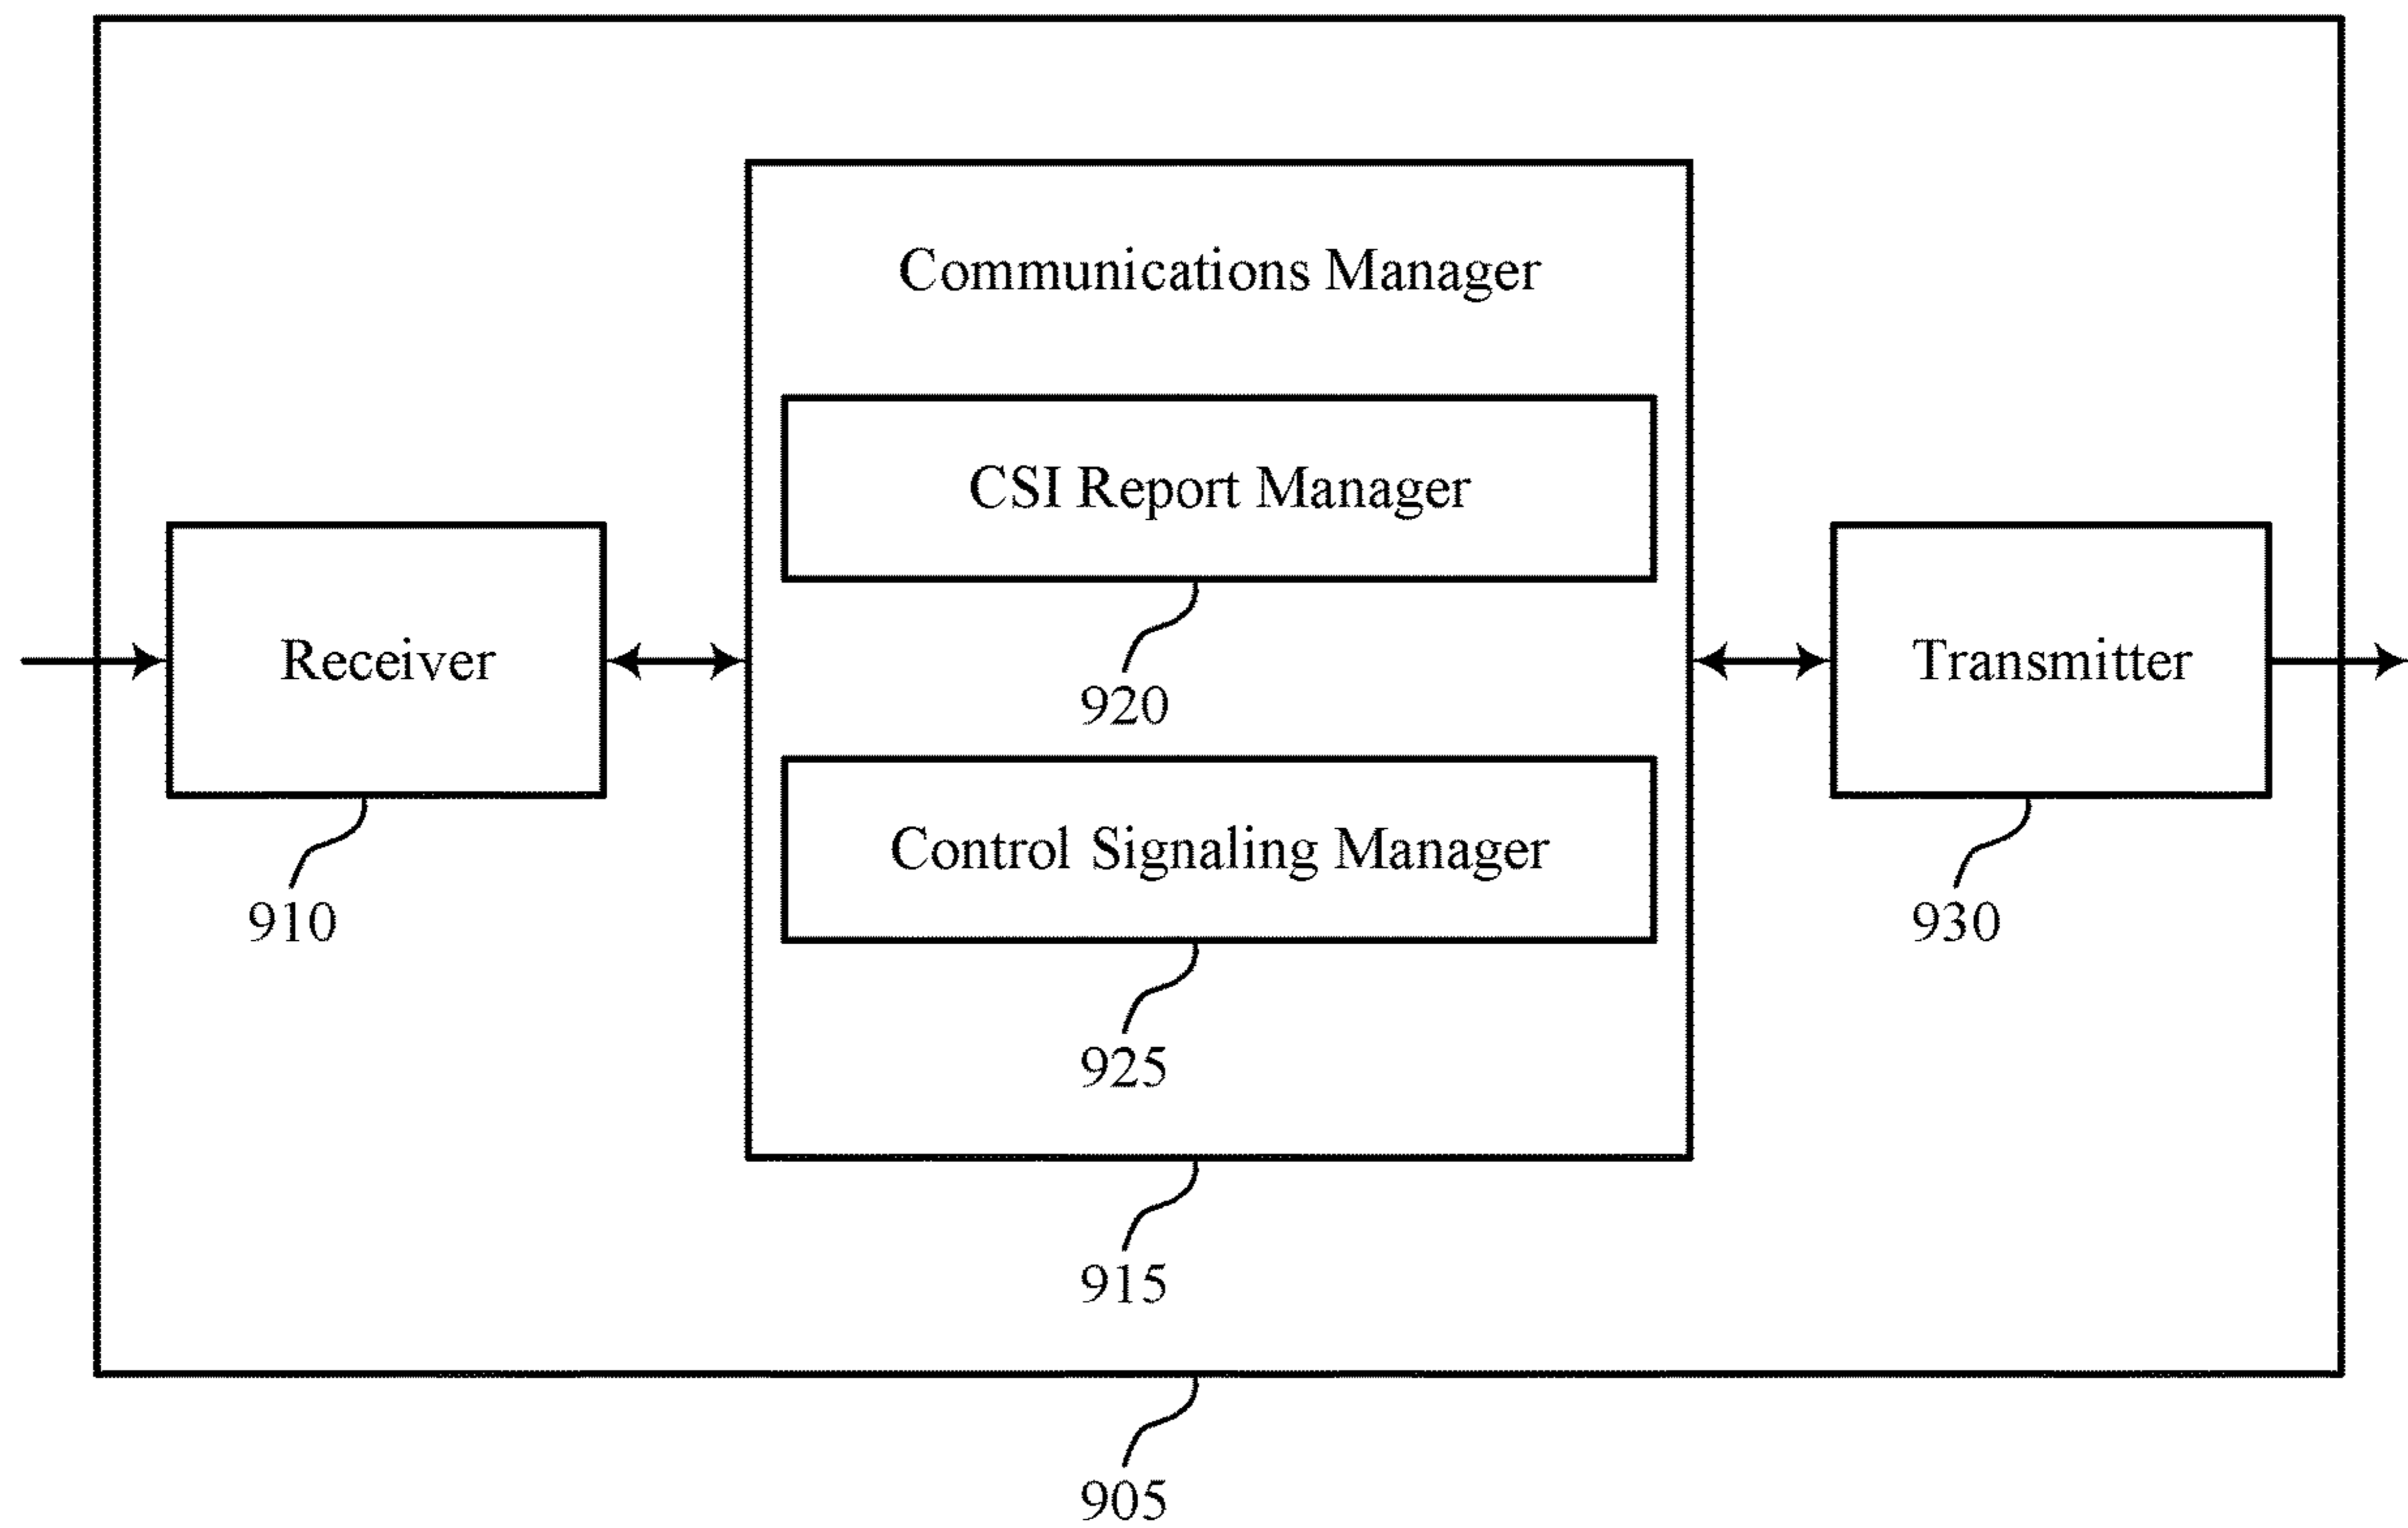 Communications Manager
CSI Report Manager
Receiver
Transmitter
920
Control Signaling Manager
910
930
925
915
905